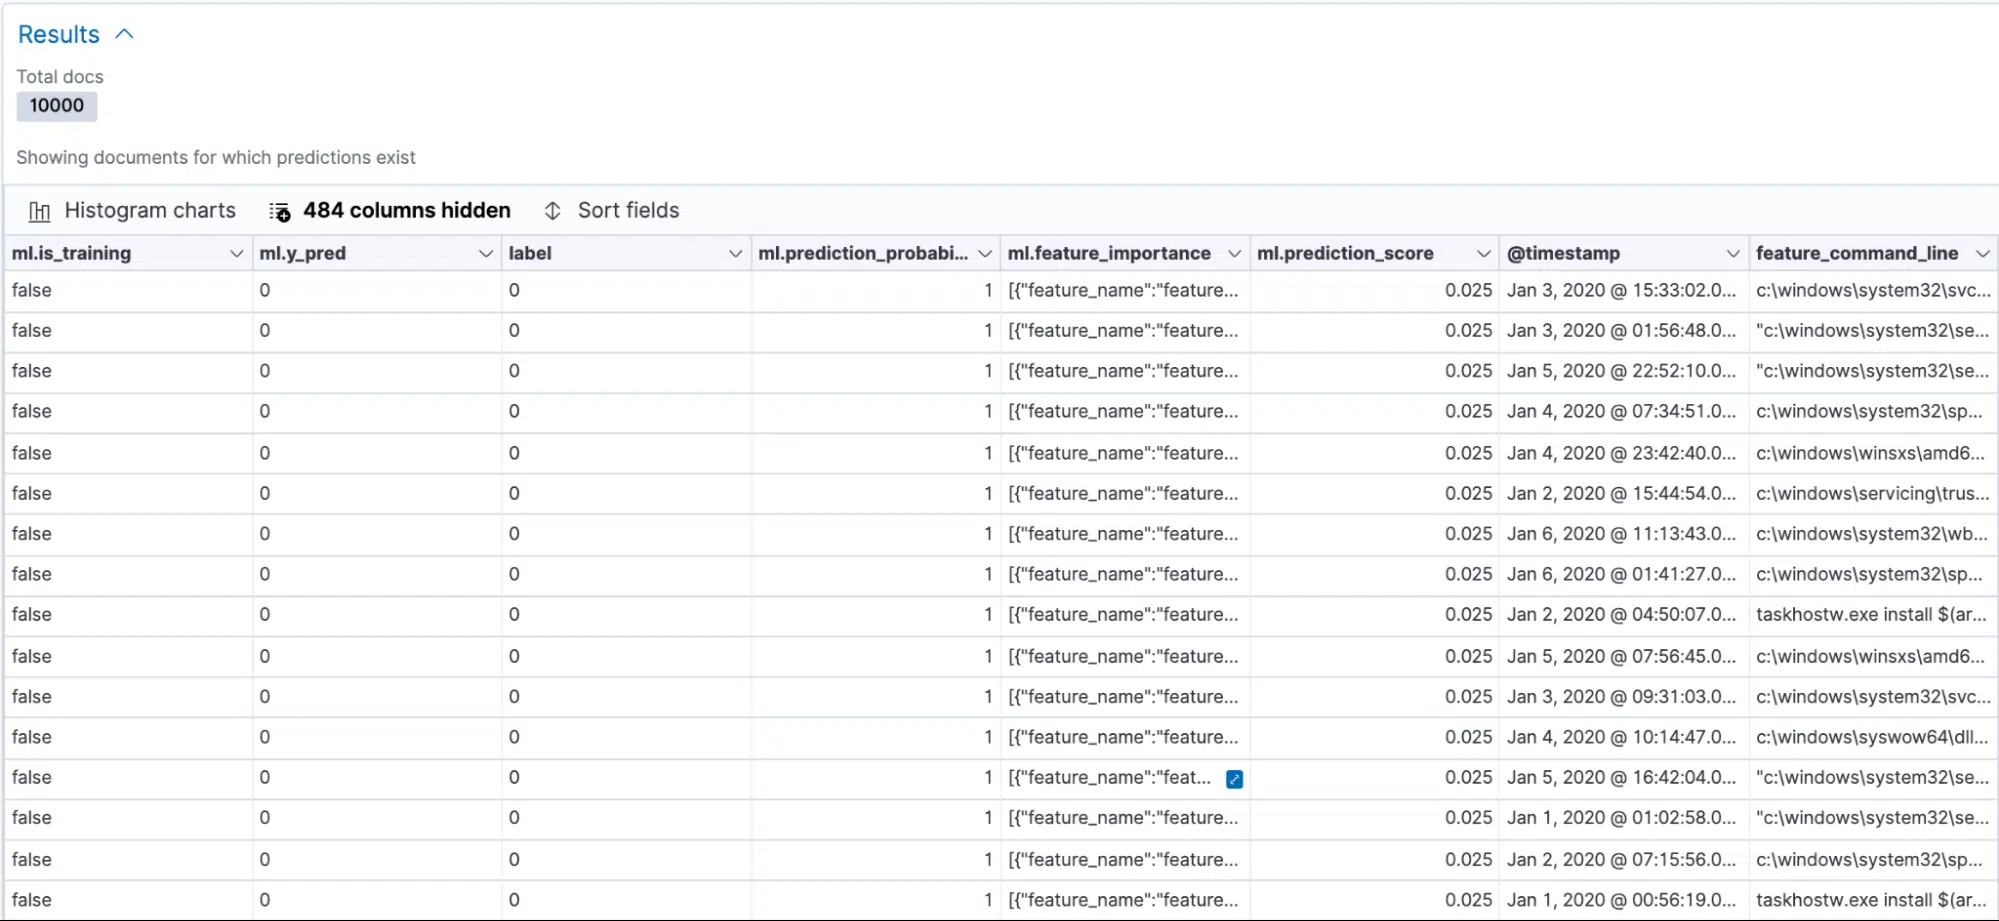 Results
Total docs
10000
Showing documents for which predictions exist
Histogram charts 484 columns hidden Sort fields
ml.is_training ml.y_pred label ml.prediction_probabi... ml.feature_importance ml.prediction_score @timestamp feature_command_line
false 0 0 1 [{"feature_name":"feature... 0.025 Jan 3, 2020 @ 15:33:02.0... c:\windows\system32\svc...
false 0 0 1 [{"feature_name":"feature... 0.025 Jan 3, 2020 @ 01:56:48.0... "c:\windows\system32\se...
false 0 0 1 [{"feature_name":"feature... 0.025 Jan 5, 2020 @ 22:52:10.0... "c:\windows\system32\se...
false 0 0 1 [{"feature_name":"feature... 0.025 Jan 4, 2020 @ 07:34:51.0... c:\windows\system32\sp...
false 0 0 1 [{"feature_name":"feature... 0.025 Jan 4, 2020 @ 23:42:40.0... c:\windows\winsxs\amd6...
false 0 0 1 [{"feature_name":"feature... 0.025 Jan 2, 2020 @ 15:44:54.0... c:\windows\servicing\trus...
false 0 0 1 [{"feature_name":"feature... 0.025 Jan 6, 2020 @ 11:13:43.0... c:\windows\system32\wb...
false 0 0 1 [{"feature_name":"feature... 0.025 Jan 6, 2020 @ 01:41:27.0... c:\windows\system32\sp...
false 0 0 1 [{"feature_name":"feature... 0.025 Jan 2, 2020 @ 04:50:07.0... taskhostw.exe install $(ar...
false 0 0 1 [{"feature_name":"feature... 0.025 Jan 5, 2020 @ 07:56:45.0... c:\windows\winsxs\amd6...
false 0 0 1 [{"feature_name":"feature... 0.025 Jan 3, 2020 @ 09:31:03.0... c:\windows\system32\svc...
false 0 0 1 [{"feature_name":"feature... 0.025 Jan 4, 2020 @ 10:14:47.0... c:\windows\syswow64\dll...
false 0 0 1 [{"feature_name":"feat... 0.025 Jan 5, 2020 @ 16:42:04.0... "c:\windows\system32\se...
false 0 0 1 [{"feature_name":"feature... 0.025 Jan 1, 2020 @ 01:02:58.0... "c:\windows\system32\se...
false 0 0 1 [{"feature_name":"feature... 0.025 Jan 2, 2020 @ 07:15:56.0... c:\windows\system32\sp...
false 0 0 1 [{"feature_name":"feature... 0.025 Jan 1, 2020 @ 00:56:19.0... taskhostw.exe install $(ar...